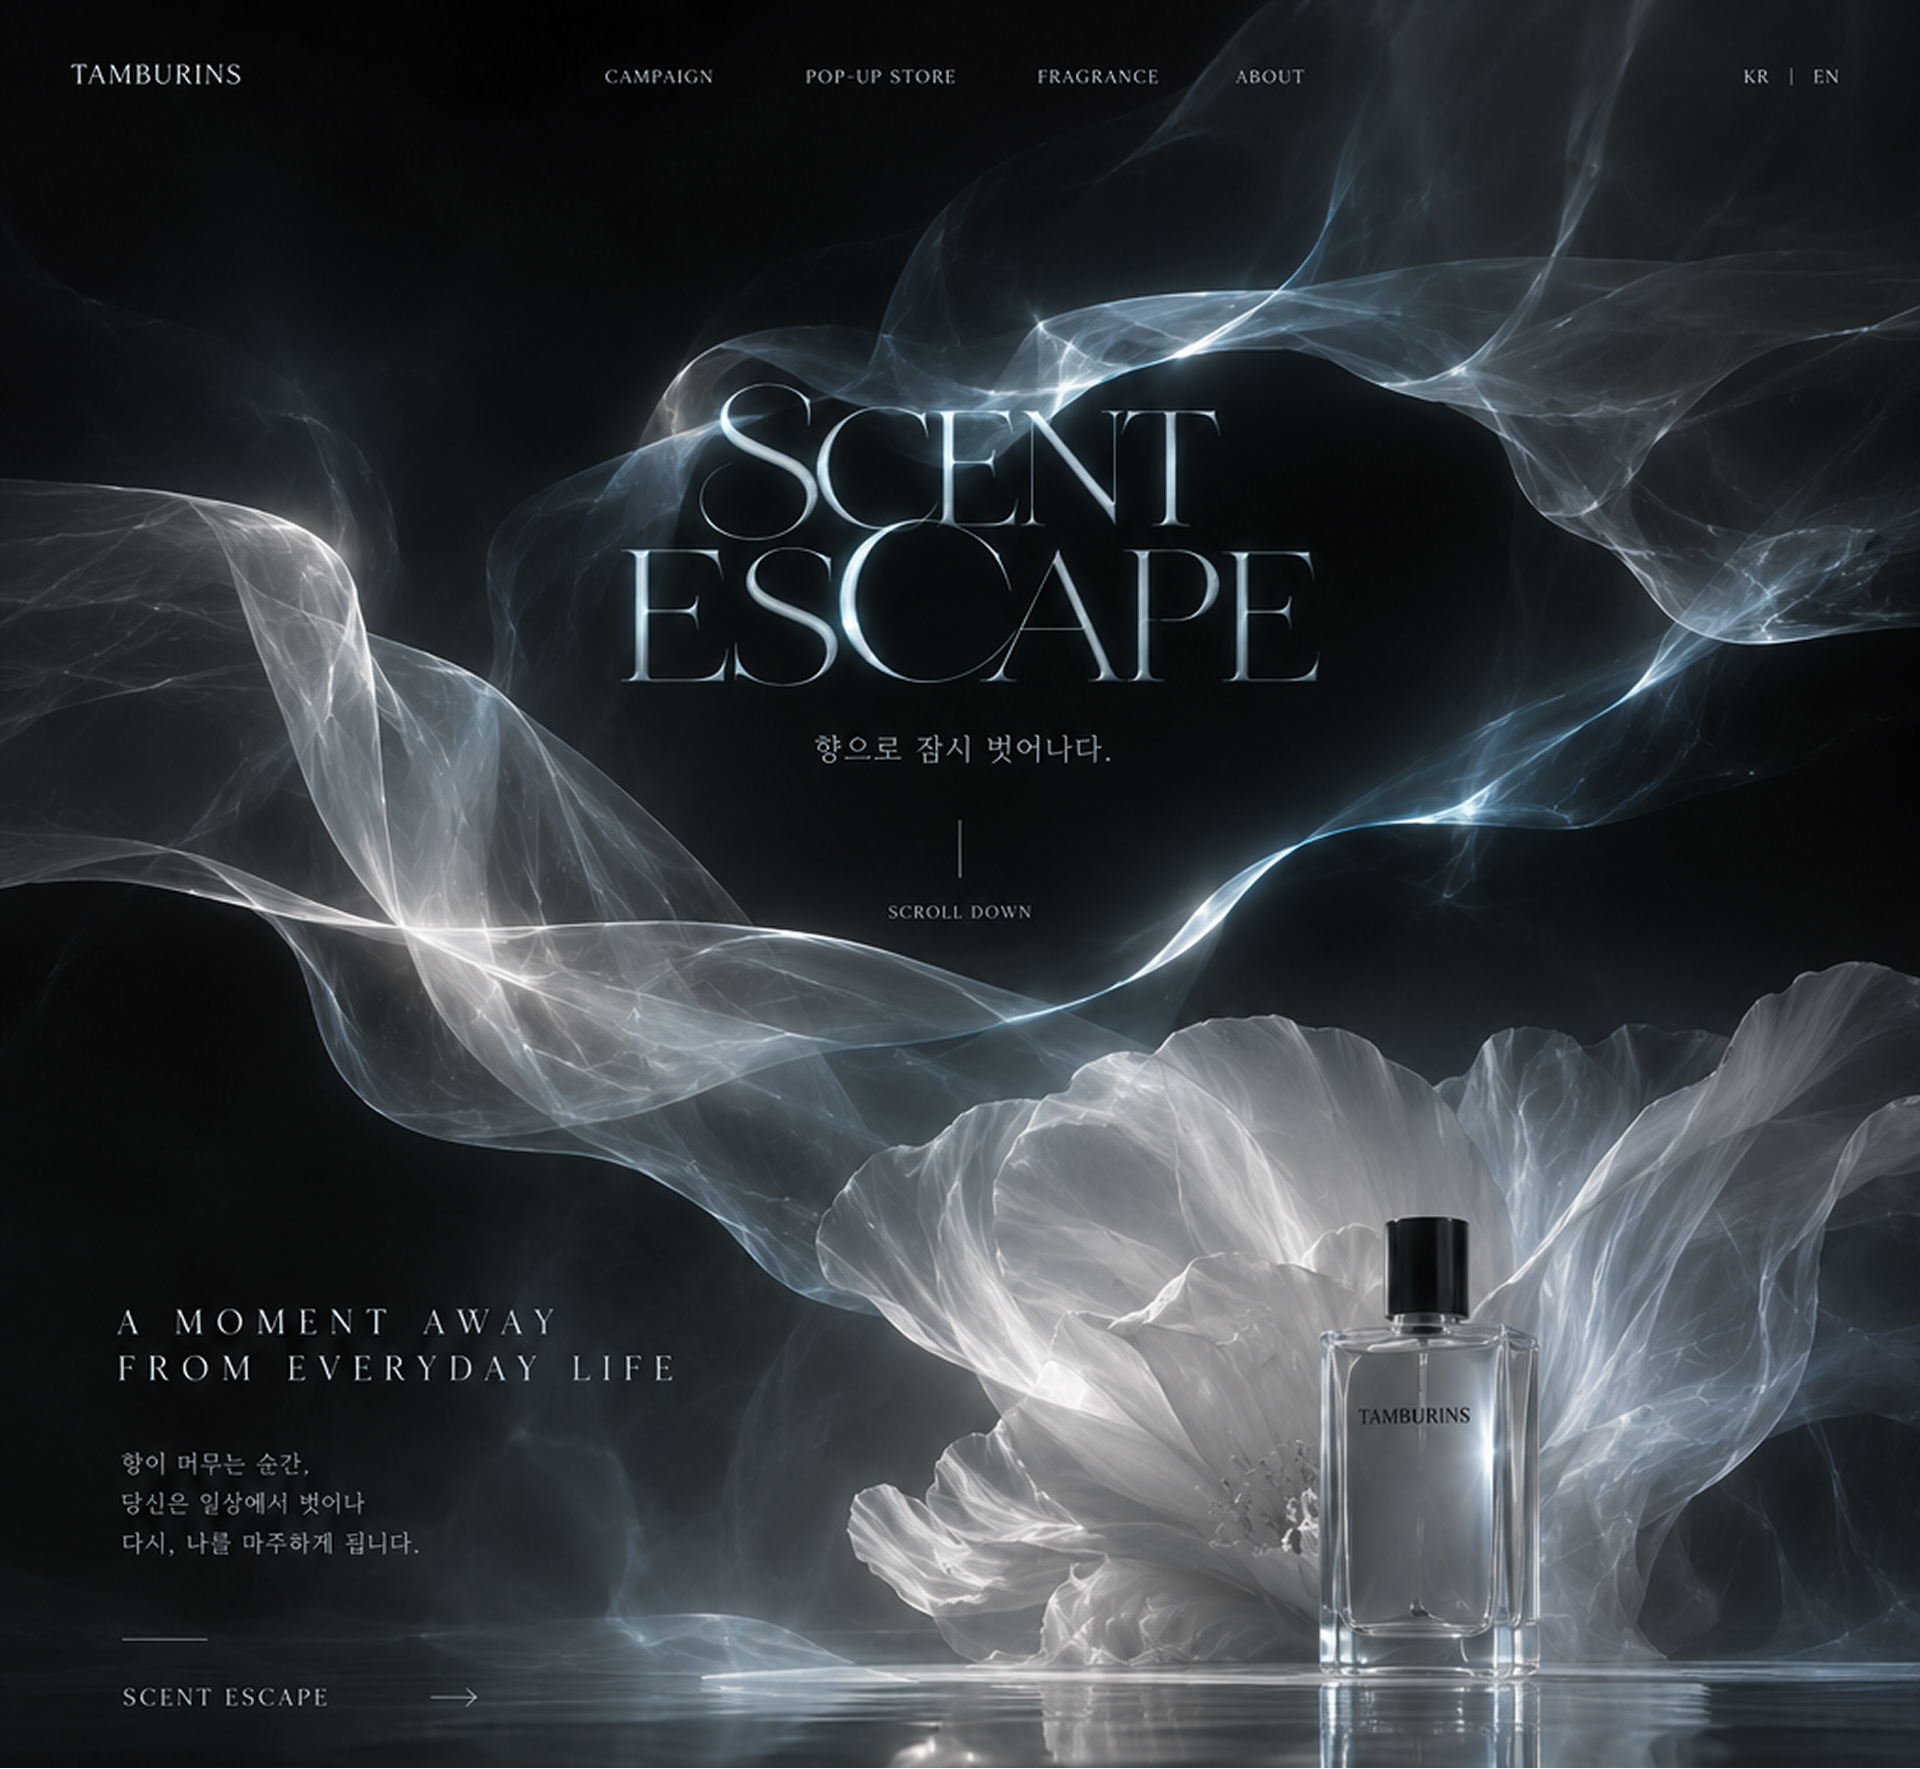 TAMBURINS
CAMPAIGN
POP-UP STORE
FRAGRANCE
ABOUT
KR | EN
SCENT
ESCAPE
향으로 잠시 벗어나다.
SCROLL DOWN
A MOMENT AWAY
FROM EVERYDAY LIFE
향이 머무는 순간,
당신은 일상에서 벗어나
다시, 나를 마주하게 됩니다.
SCENT ESCAPE →
TAMBURINS